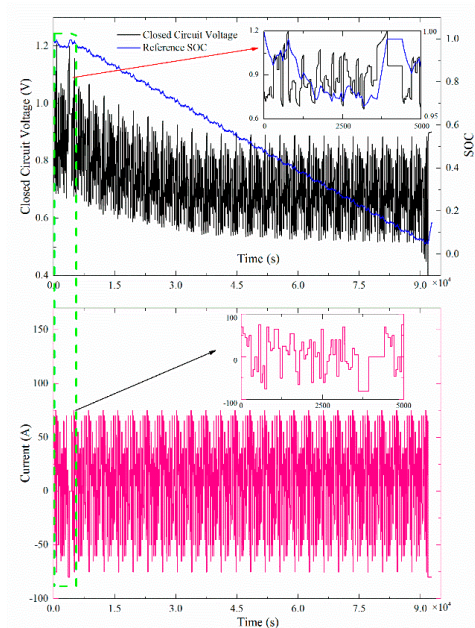 Closed Circuit Voltage
Reference SOC
Closed Circuit Voltage (V)
1.2
1.0
0.8
0.6
0.4
SOC
1.0
0.8
0.6
0.4
0.2
0.0
1.2
0.9
0.6
1.00
0.95
0
2500
5000
Time (s)
0.0 1.5 3.0 4.5 6.0 7.5 9.0 ×10⁴
Current (A)
150
100
50
0
-50
-100
100
0
-100
0 2500 5000
0.0 1.5 3.0 4.5 6.0 7.5 9.0 ×10⁴
Time (s)